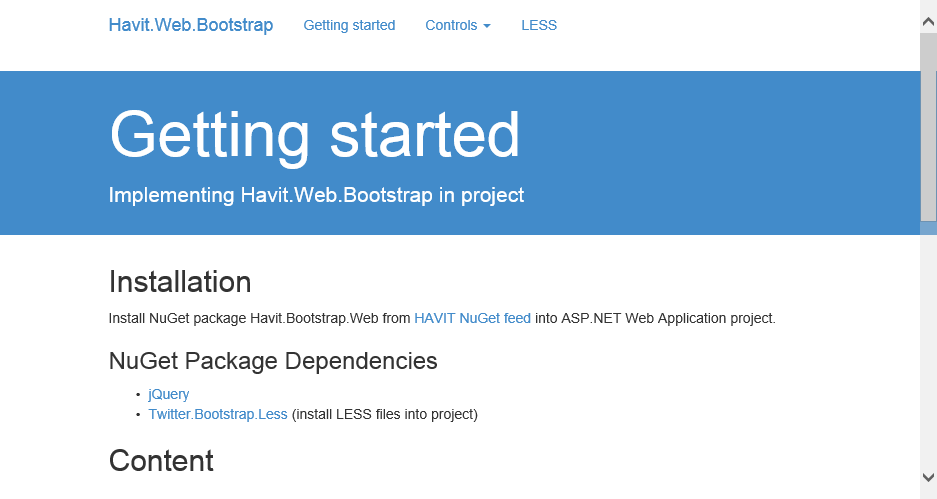 Havit.Web.Bootstrap Getting started Controls LESS
Getting started
Implementing Havit.Web.Bootstrap in project
Installation
Install NuGet package Havit.Bootstrap.Web from HAVIT NuGet feed into ASP.NET Web Application project.
NuGet Package Dependencies
• jQuery
• Twitter.Bootstrap.Less (install LESS files into project)
Content